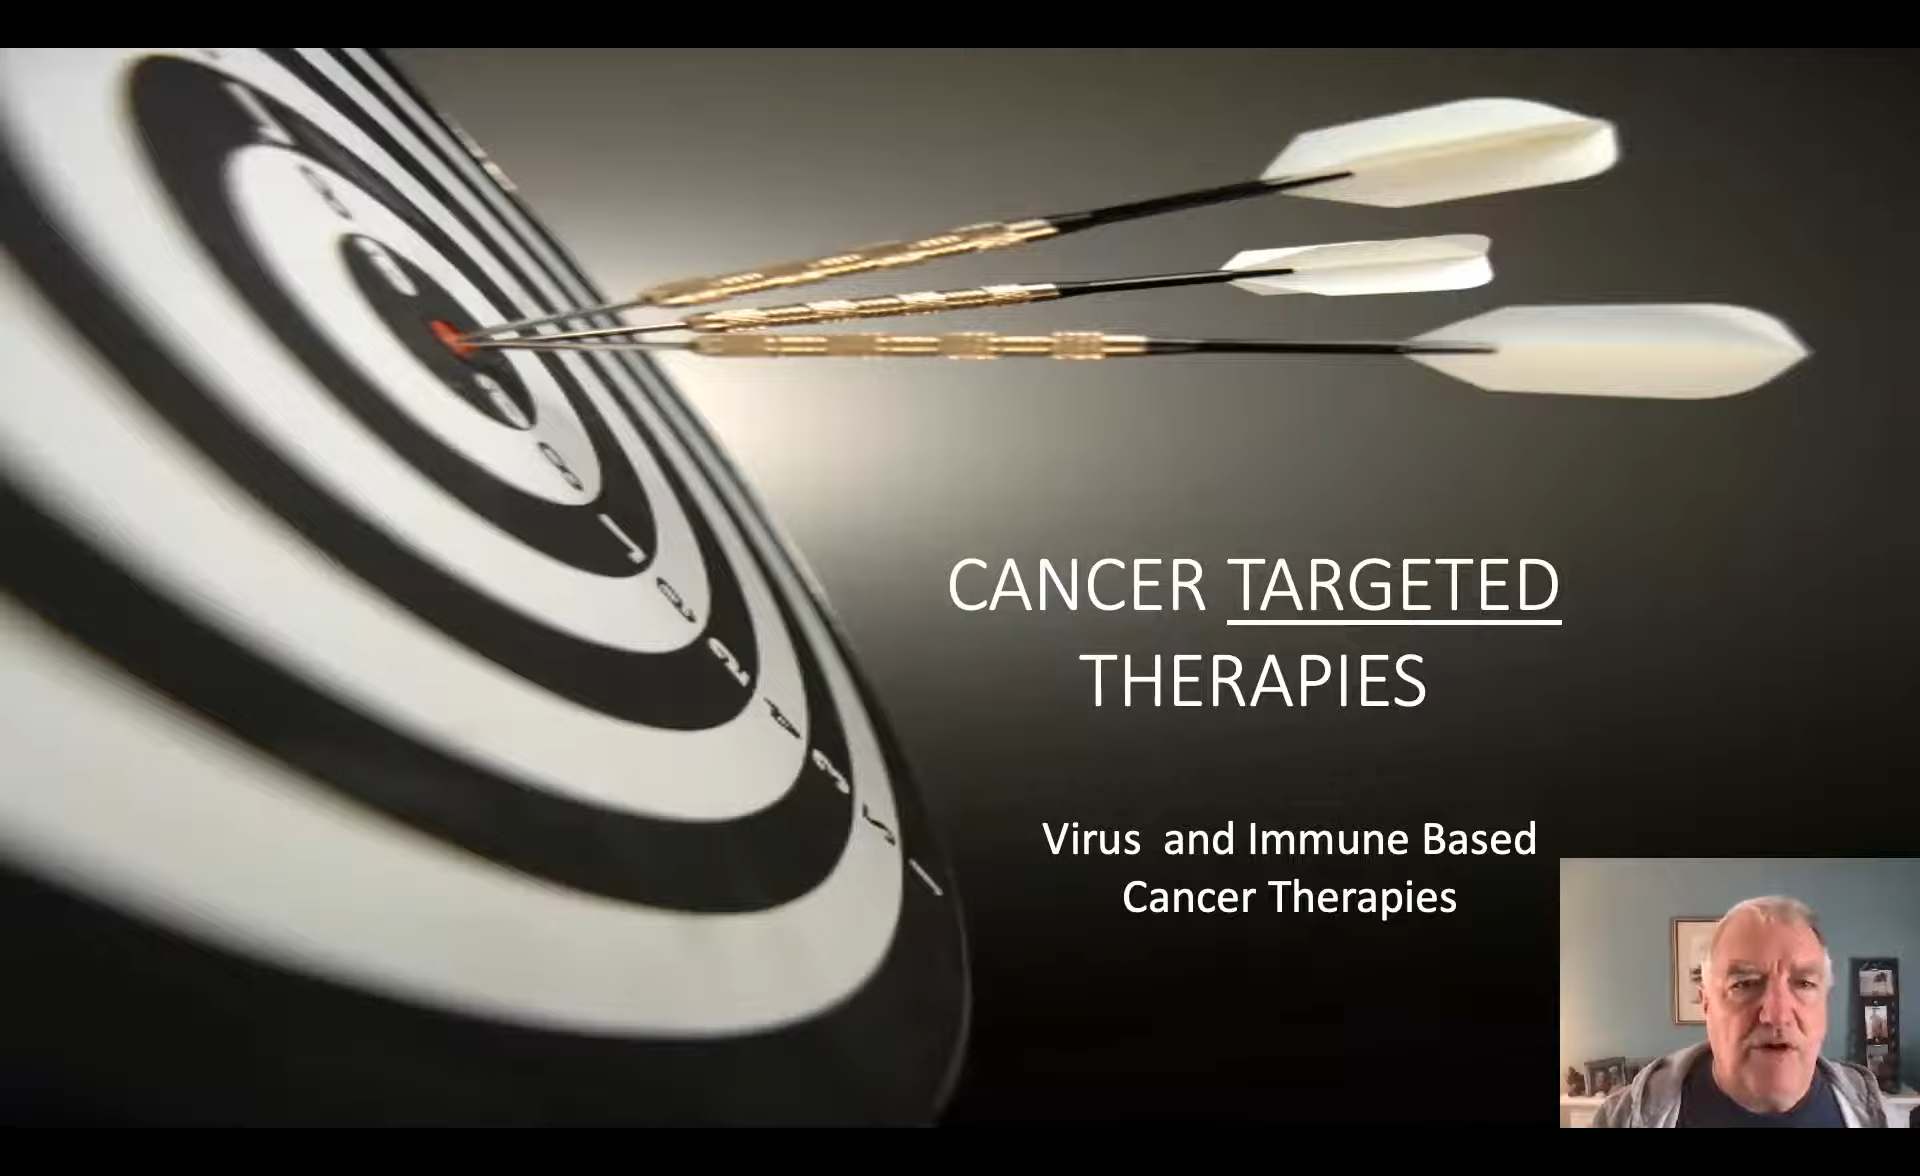 CANCER TARGETED
THERAPIES
Virus  and Immune Based
Cancer Therapies